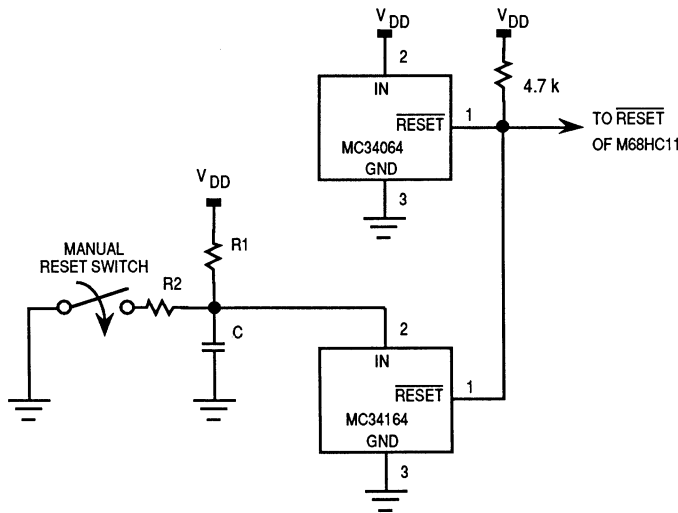 VDD
VDD
2
IN
4.7 k
RESET
1
TO RESET
OF M68HC11
MC34064
GND
3
VDD
R1
MANUAL
RESET SWITCH
R2
C
2
IN
RESET
1
MC34164
GND
3